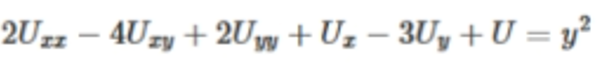 2U_{xx} − 4U_{xy} + 2U_{yy} + U_x − 3U_y + U = y^2